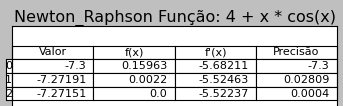 Newton_Raphson Função: 4 + x * cos(x)
Valor f(x) f'(x) Precisão
0 -7.3 0.15963 -5.68211 -7.3
1 -7.27191 0.0022 -5.52463 0.02809
2 -7.27151 0.0 -5.52237 0.0004